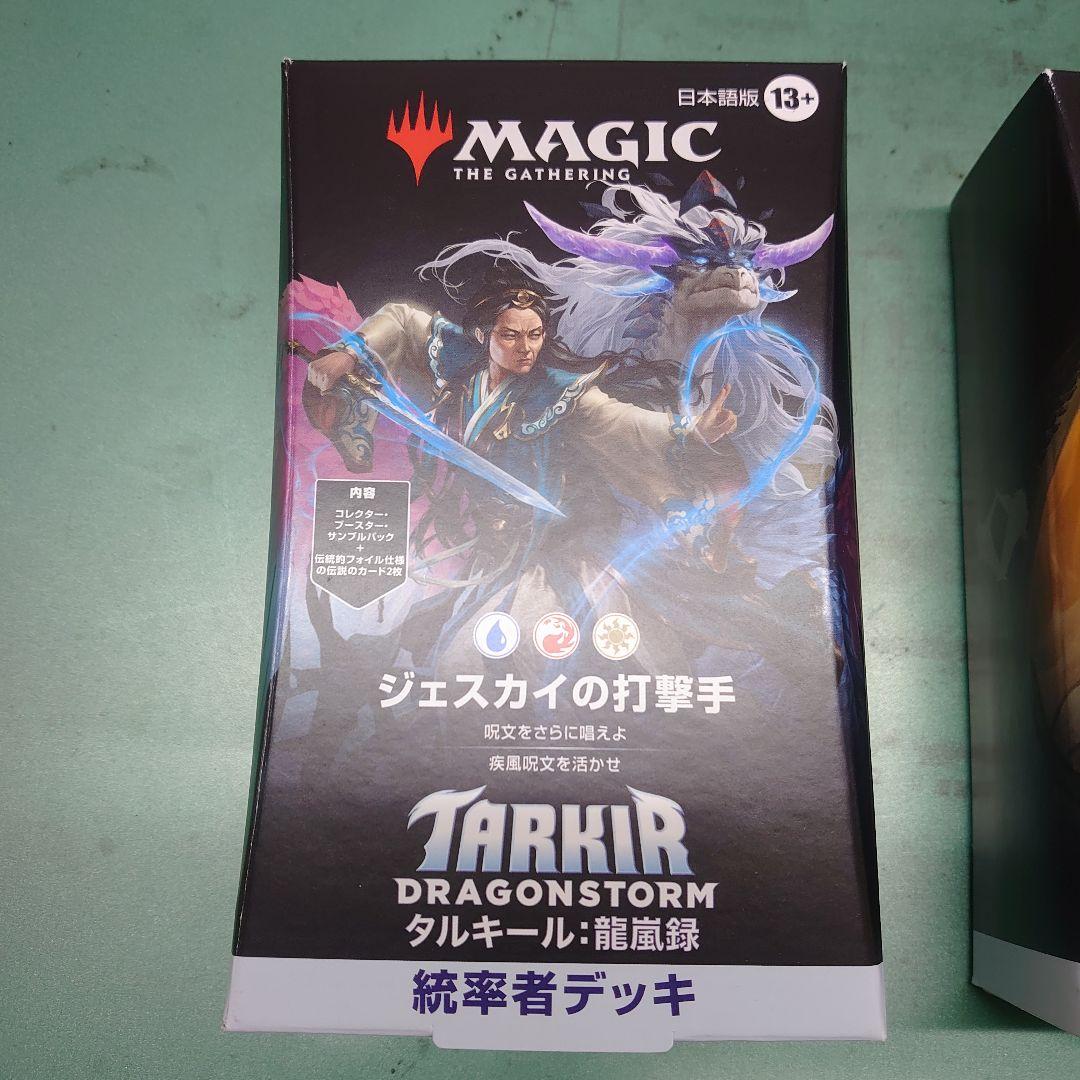 日本語版 13+
MAGIC
THE GATHERING
内容
コレクター・
ブースター・
サンプルパック
+
伝統的フォイル仕様
の伝説のカード2枚
ジェスカイの打撃手
呪文をさらに唱えよ
疾風呪文を活かせ
TARKIR
DRAGONSTORM
タルキール：龍嵐録
統率者デッキ